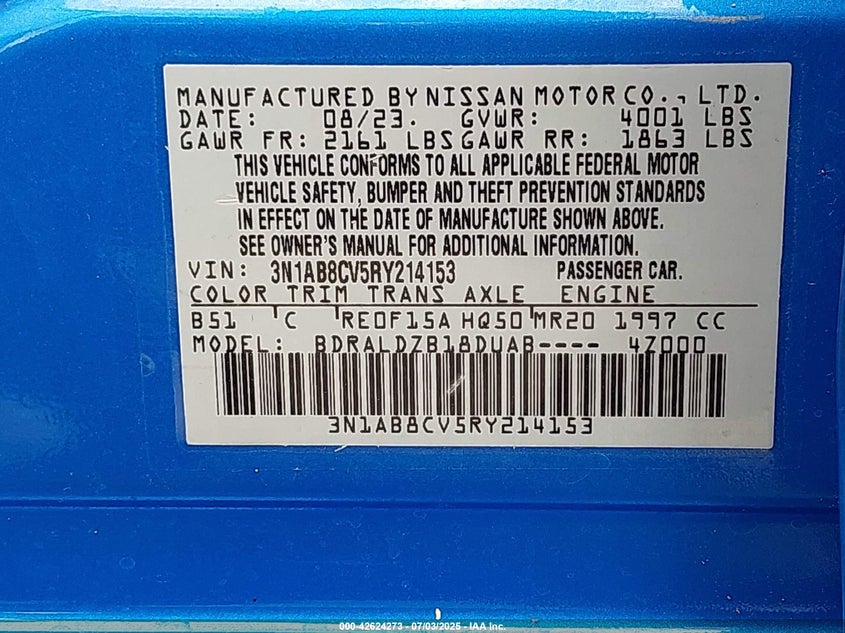 MANUFACTURED BY NISSAN MOTOR CO., LTD.
DATE: 08/23. GVWR: 4001 LBS
GAWR FR: 2161 LBS GAWR RR: 1863 LBS
THIS VEHICLE CONFORMS TO ALL APPLICABLE FEDERAL MOTOR
VEHICLE SAFETY, BUMPER AND THEFT PREVENTION STANDARDS
IN EFFECT ON THE DATE OF MANUFACTURE SHOWN ABOVE.
SEE OWNER'S MANUAL FOR ADDITIONAL INFORMATION.
VIN: 3N1AB8CV5RY214153 PASSENGER CAR.
COLOR TRIM TRANS AXLE ENGINE
B51 'C 'RE0F15A HQ50'MR20 1997 CC
MODEL: BDRALDZB18DUAB---- 4Z000
3N1AB8CV5RY214153
000-42624273 - 07/03/2025 - IAA Inc.